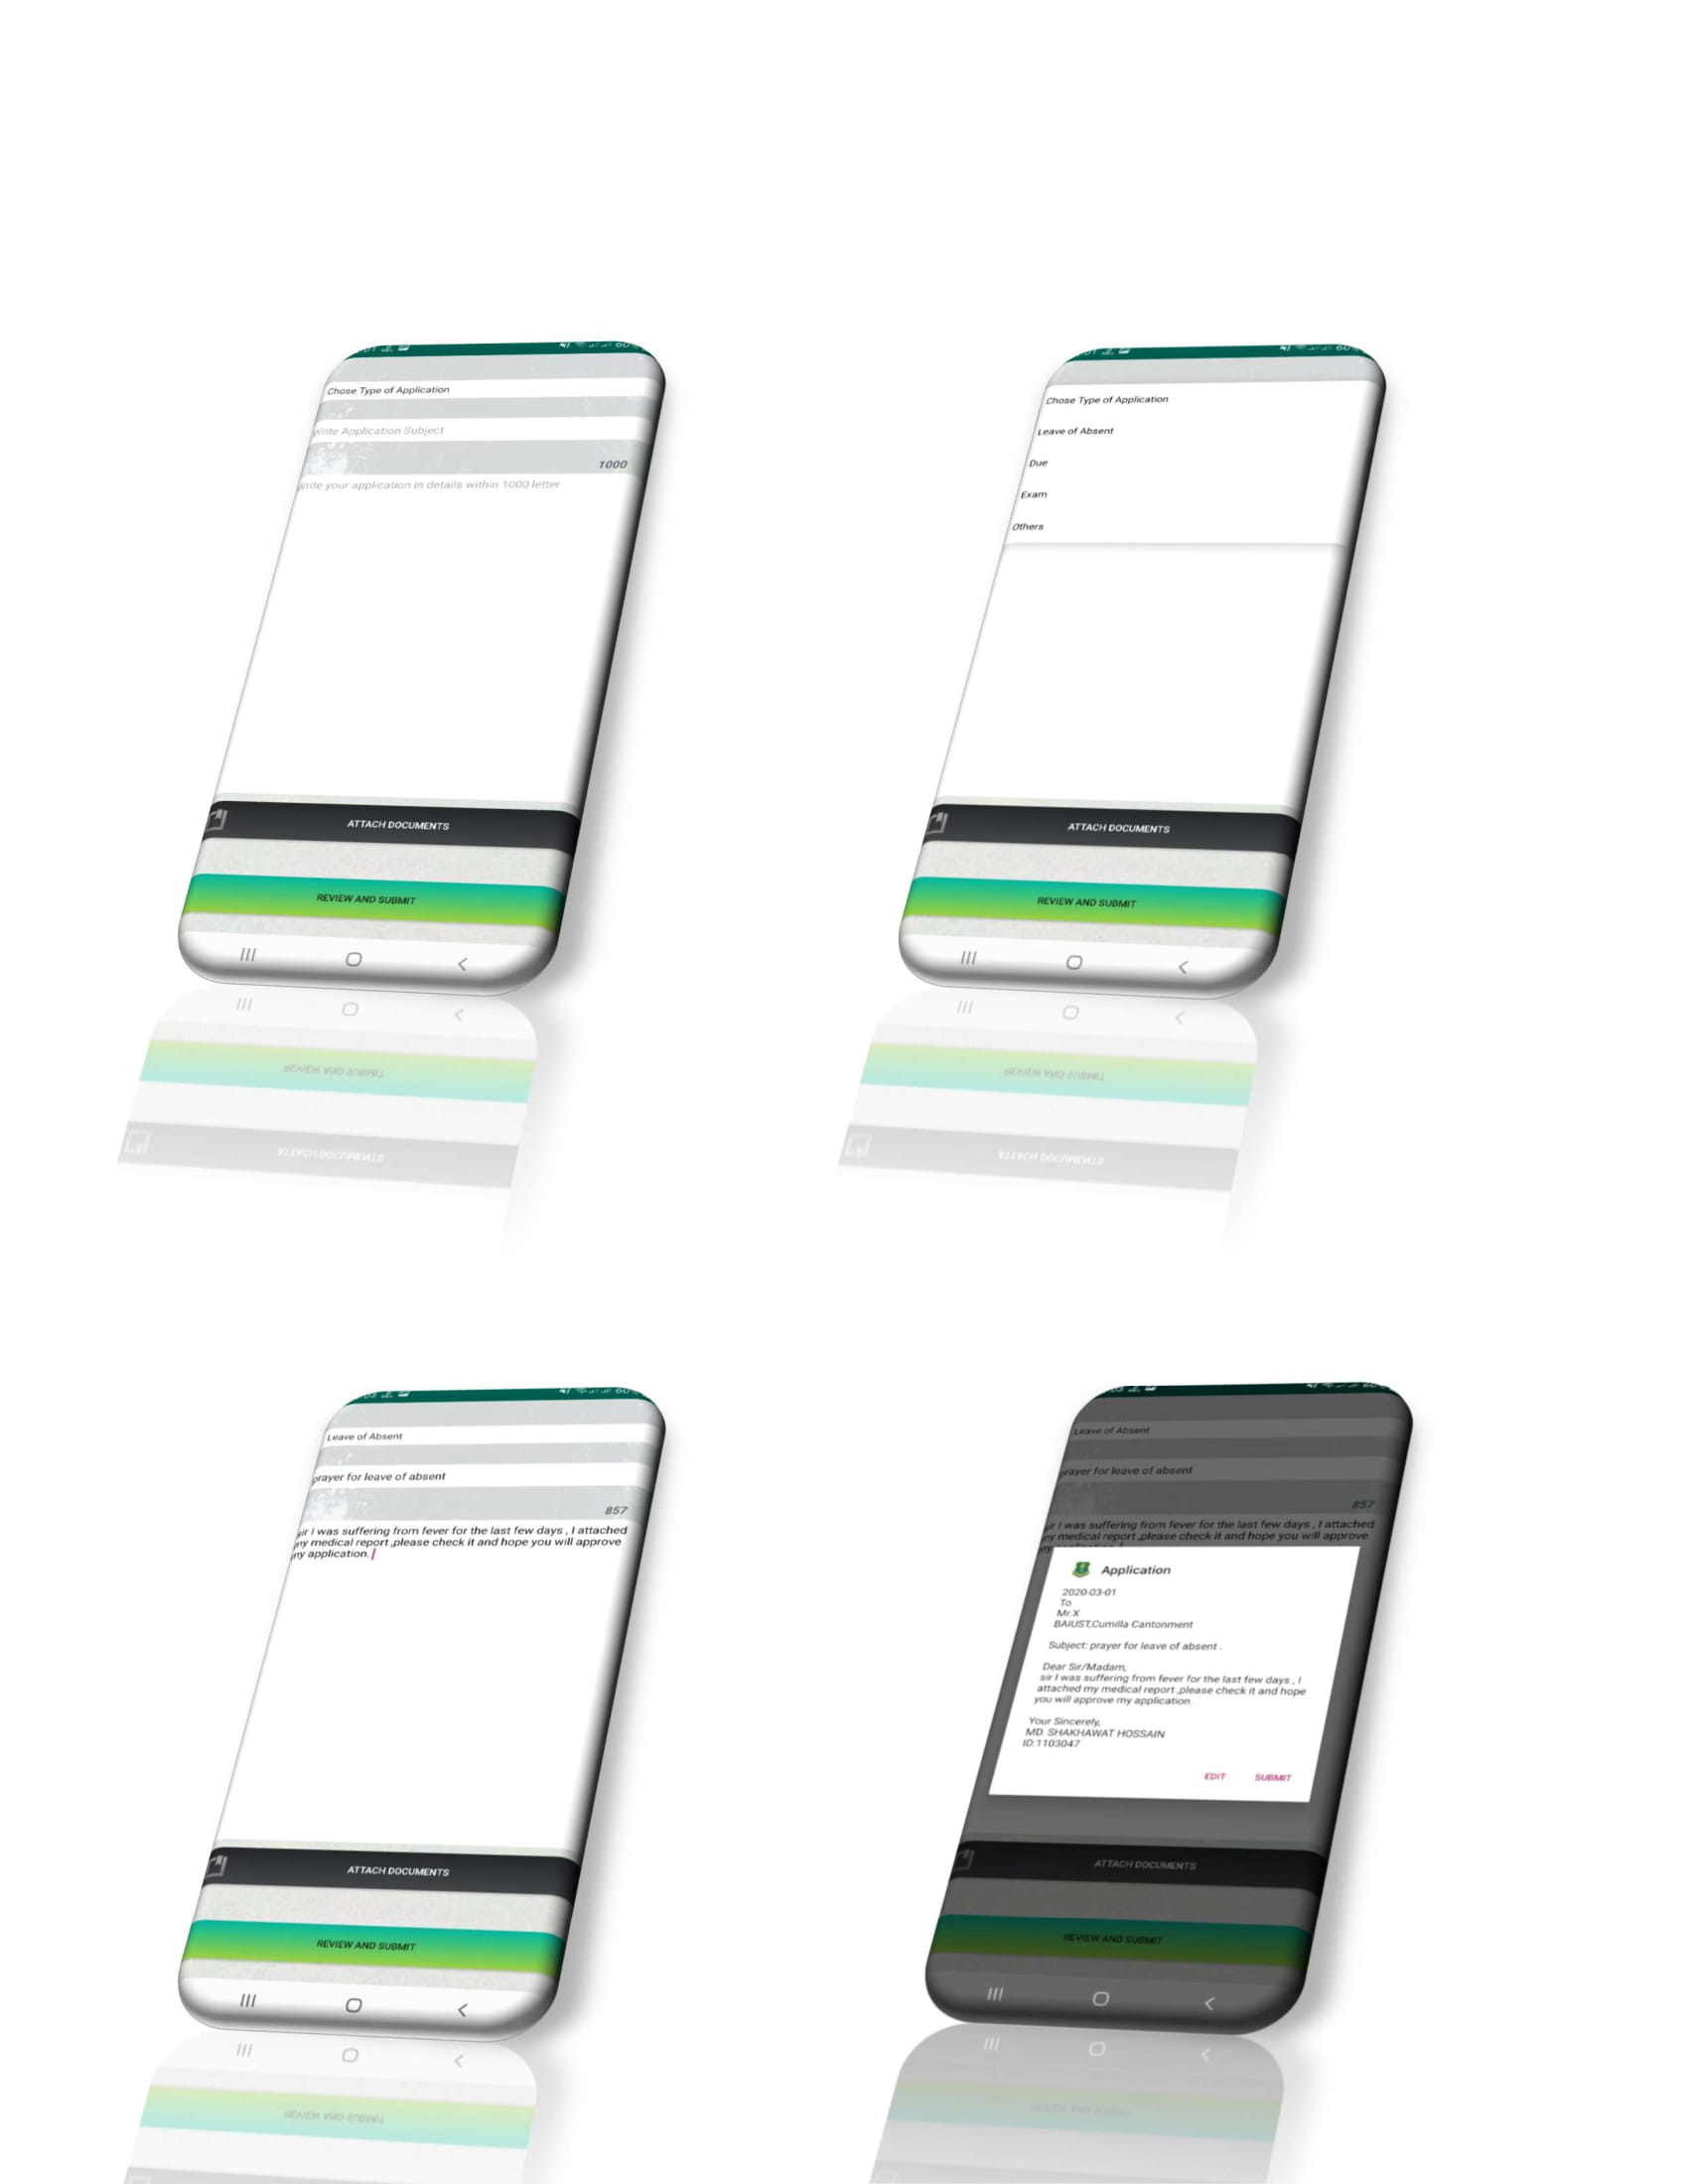 Chose Type of Application
Write Application Subject
1000
Write your application in details within 1000 letter
ATTACH DOCUMENTS
REVIEW AND SUBMIT
Chose Type of Application
Leave of Absent
Due
Exam
Others
ATTACH DOCUMENTS
REVIEW AND SUBMIT
Leave of Absent
prayer for leave of absent
857
sir I was suffering from fever for the last few days , I attached
my medical report ,please check it and hope you will approve
my application.
ATTACH DOCUMENTS
REVIEW AND SUBMIT
Leave of Absent
prayer for leave of absent
857
sir I was suffering from fever for the last few days , I attached
my medical report ,please check it and hope you will approve
Application
2020-03-01
To
Mr.X
BAIUST,Cumilla Cantonment
Subject: prayer for leave of absent .
Dear Sir/Madam,
sir I was suffering from fever for the last few days , I
attached my medical report ,please check it and hope
you will approve my application.
Your Sincerely,
MD. SHAKHAWAT HOSSAIN
ID:1103047
EDIT SUBMIT
ATTACH DOCUMENTS
REVIEW AND SUBMIT